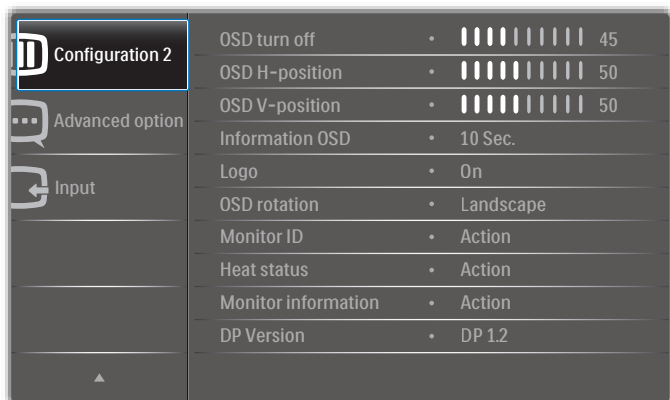 Configuration 2
Advanced option
Input
OSD turn off • 45
OSD H-position • 50
OSD V-position • 50
Information OSD • 10 Sec.
Logo • On
OSD rotation • Landscape
Monitor ID • Action
Heat status • Action
Monitor information • Action
DP Version • DP 1.2